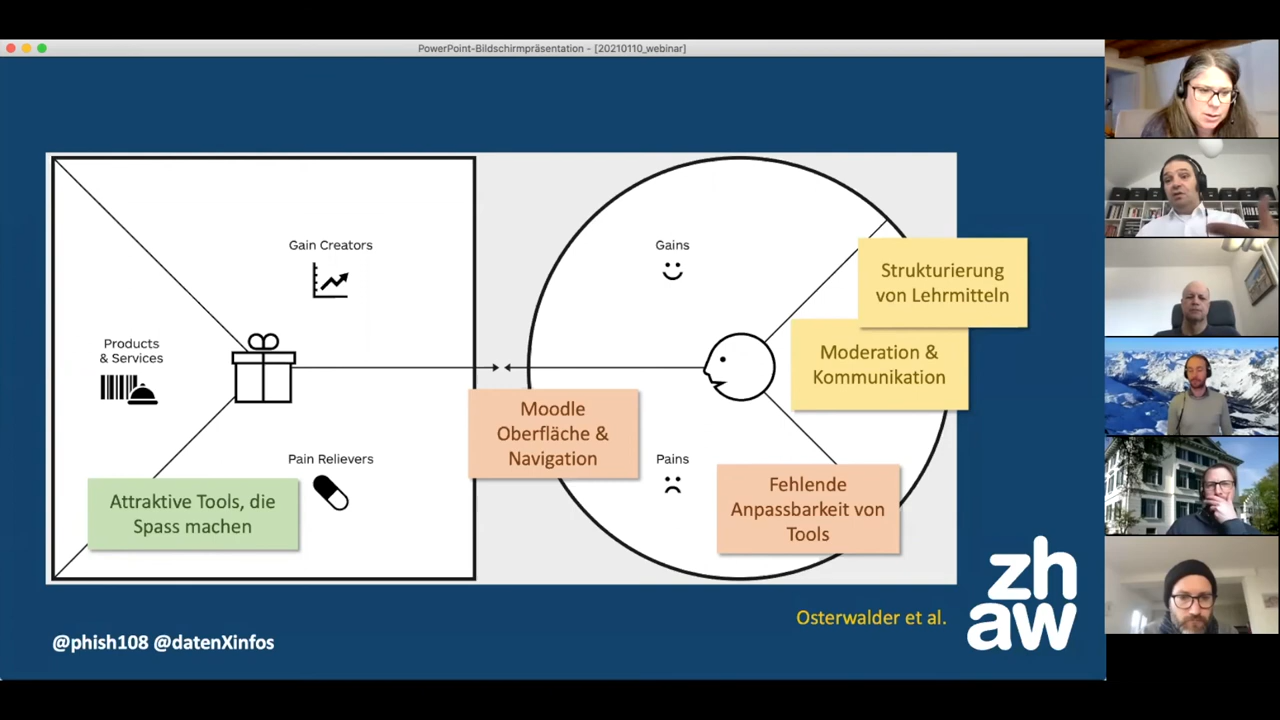 PowerPoint-Bildschirmpräsentation - [20210110_webinar]
Gain Creators
Products
& Services
Pain Relievers
Attraktive Tools, die
Spass machen
Gains
Strukturierung
von Lehrmitteln
Moderation &
Kommunikation
Moodle
Oberfläche &
Navigation
Pains
Fehlende
Anpassbarkeit von
Tools
Osterwalder et al.
zh
aw
@phish108 @datenXinfos